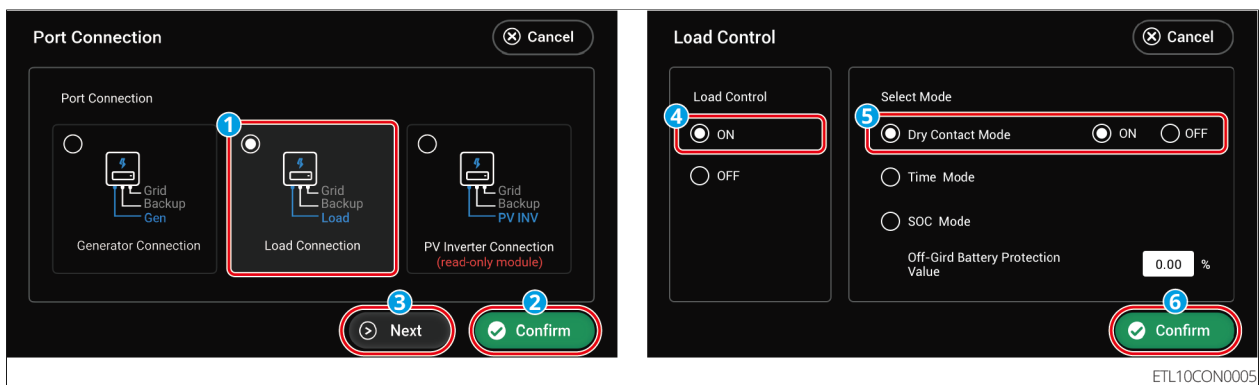 Port Connection
Cancel
Port Connection
1
Grid
Backup
Gen
Generator Connection
Grid
Backup
Load
Load Connection
Grid
Backup
PV INV
PV Inverter Connection
(read-only module)
3
Next
2
Confirm
Load Control
Cancel
Load Control
4
ON
OFF
Select Mode
5
Dry Contact Mode ON OFF
Time Mode
SOC Mode
Off-Gird Battery Protection
Value
0.00 %
6
Confirm
ETL10CON0005